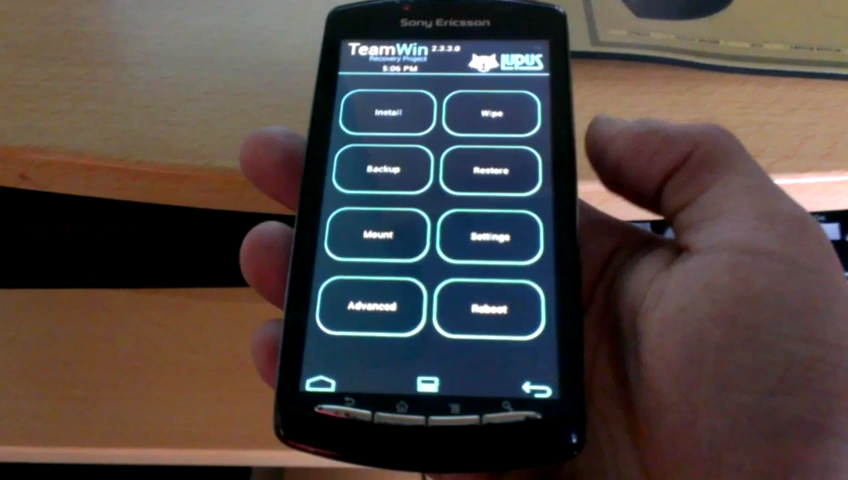 Sony Ericsson
TeamWin 2.3.3.0
Recovery Project
5:06 PM
LUPUS
Install
Wipe
Backup
Restore
Mount
Settings
Advanced
Reboot